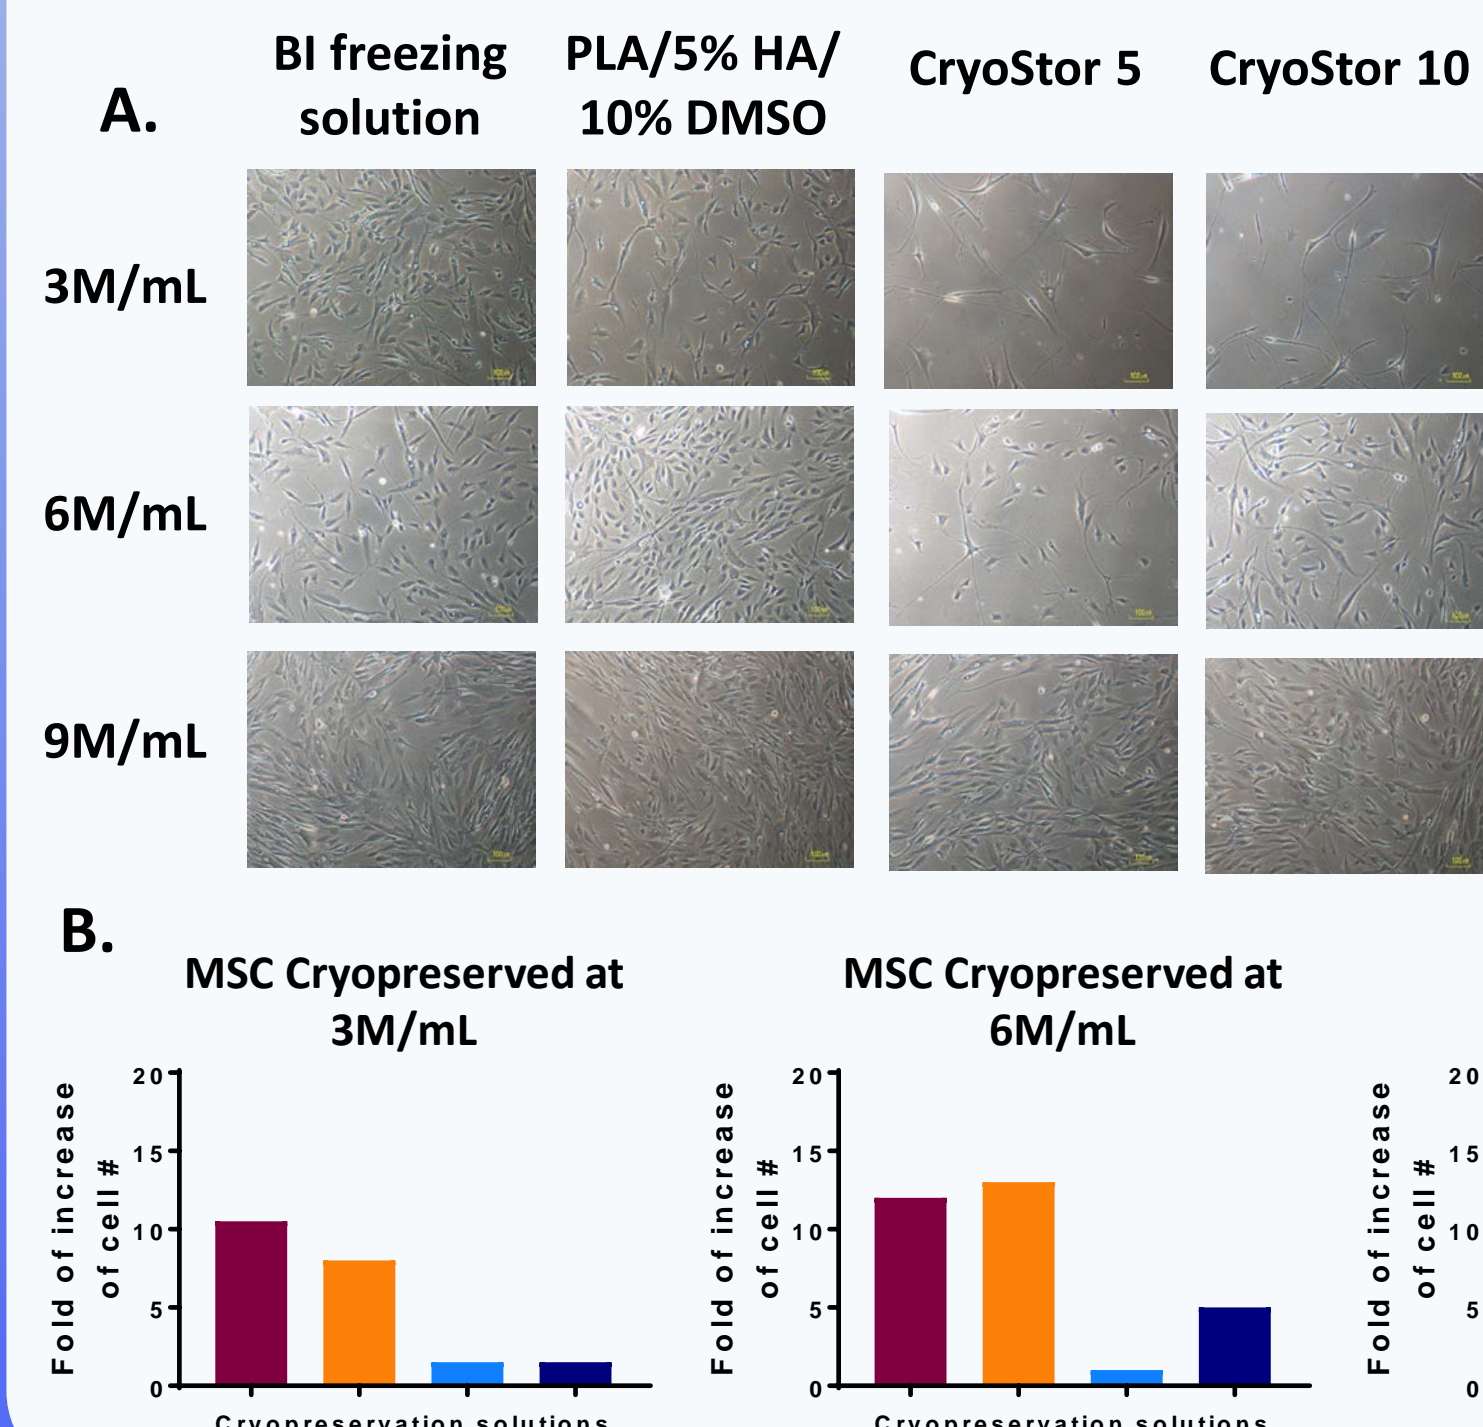 A.
BI freezing
solution
PLA/5% HA/
10% DMSO
CryoStor 5
CryoStor 10
3M/mL
6M/mL
9M/mL
B.
MSC Cryopreserved at
3M/mL
Fold of increase
of cell #
20
15
10
5
0
Cryopreservation solutions
MSC Cryopreserved at
6M/mL
Fold of increase
of cell #
20
15
10
5
0
Cryopreservation solutions
Fold of increase
of cell #
20
15
10
5
0